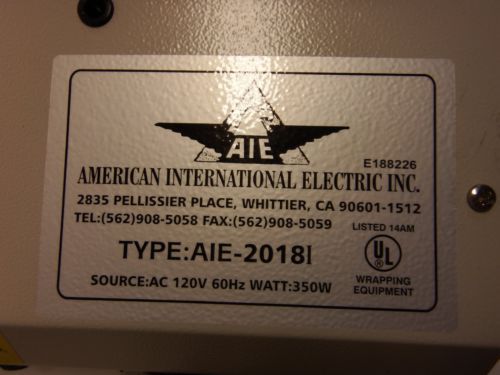 AIE
E188226
AMERICAN INTERNATIONAL ELECTRIC INC.
2835 PELLISSIER PLACE, WHITTIER, CA 90601-1512
TEL:(562)908-5058 FAX:(562)908-5059
LISTED 14AM
TYPE:AIE-2018I
UL
®
SOURCE:AC 120V 60Hz WATT:350W
WRAPPING
EQUIPMENT